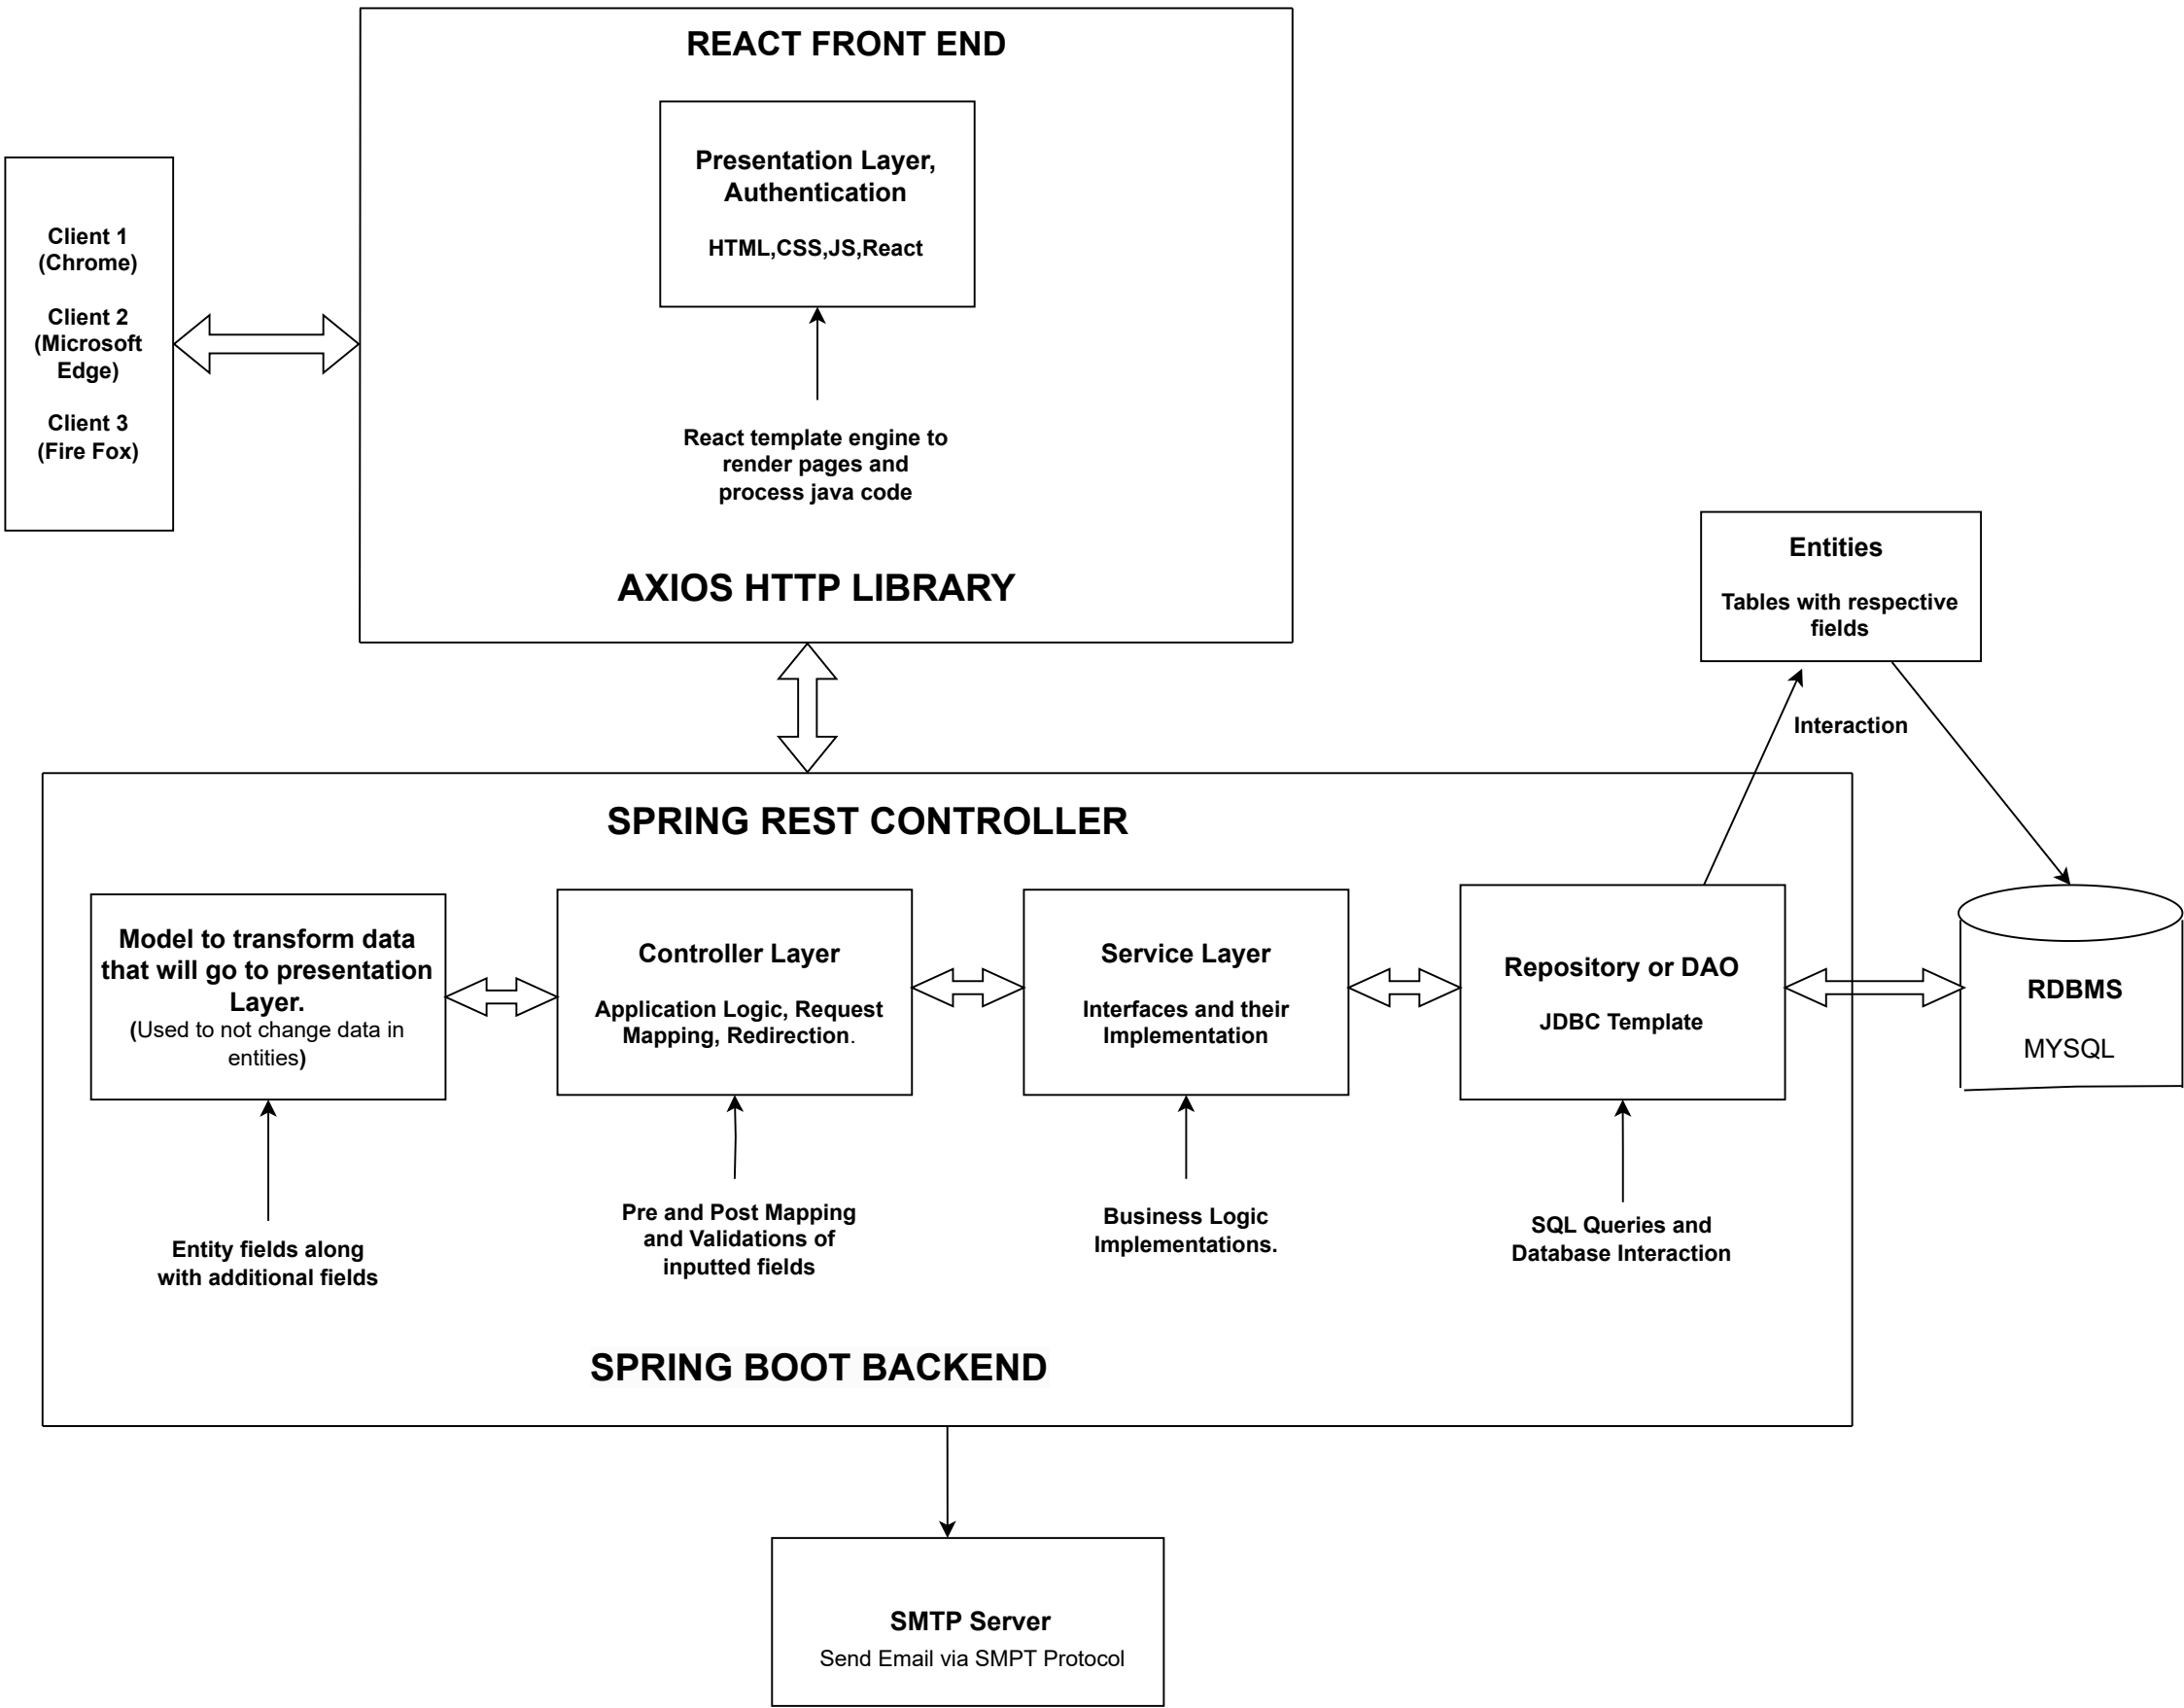 REACT FRONT END
Presentation Layer,
Authentication
HTML,CSS,JS,React
Client 1
(Chrome)
Client 2
(Microsoft
Edge)
Client 3
(Fire Fox)
React template engine to
render pages and
process java code
AXIOS HTTP LIBRARY
Entities
Tables with respective
fields
Interaction
SPRING REST CONTROLLER
Model to transform data
that will go to presentation
Layer.
(Used to not change data in
entities)
Controller Layer
Application Logic, Request
Mapping, Redirection.
Service Layer
Interfaces and their
Implementation
Repository or DAO
JDBC Template
RDBMS
MYSQL
Entity fields along
with additional fields
Pre and Post Mapping
and Validations of
inputted fields
Business Logic
Implementations.
SQL Queries and
Database Interaction
SPRING BOOT BACKEND
SMTP Server
Send Email via SMPT Protocol